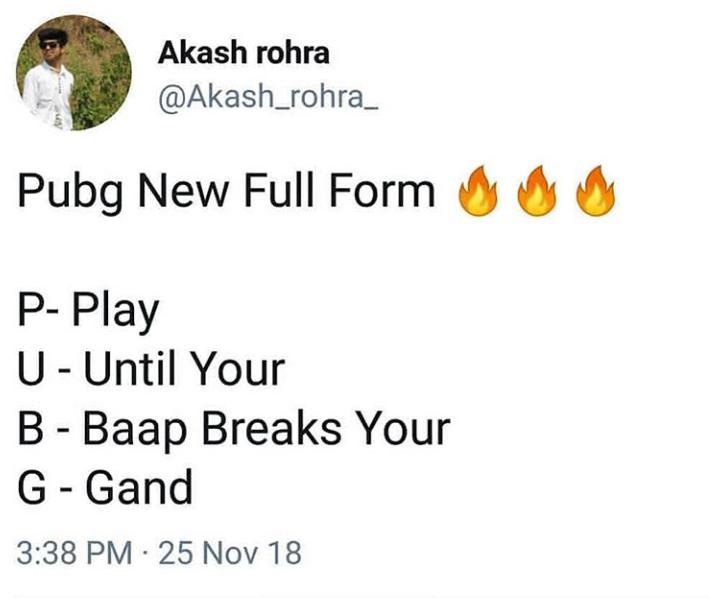 Akash rohra
@Akash_rohra_
Pubg New Full Form 🔥 🔥 🔥
P- Play
U - Until Your
B - Baap Breaks Your
G - Gand
3:38 PM · 25 Nov 18